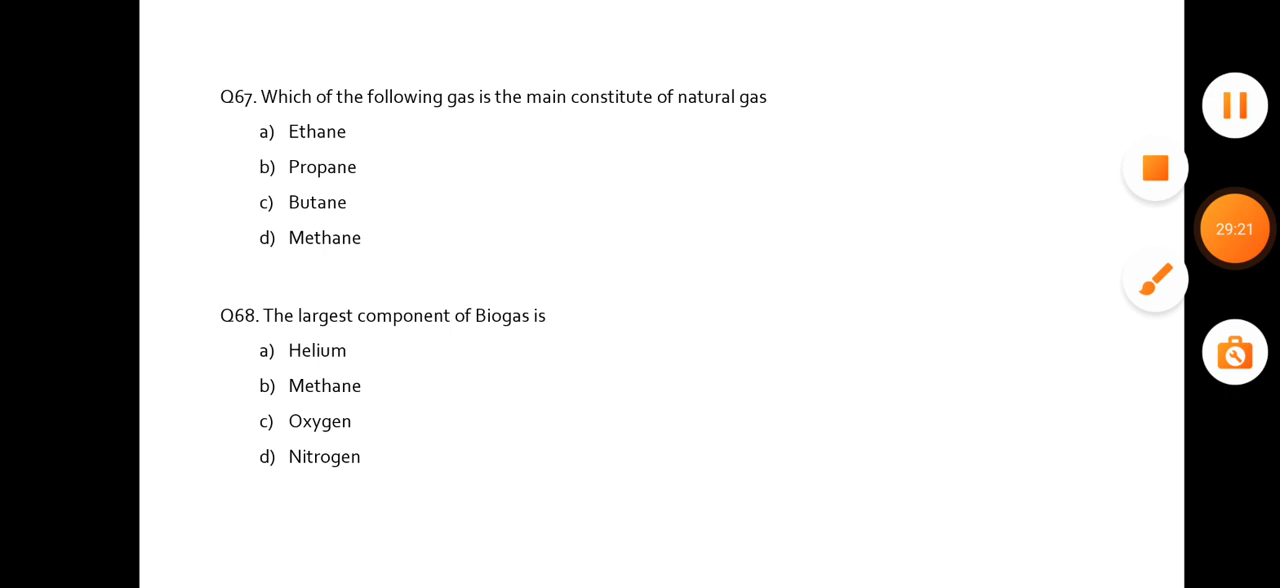 Q67. Which of the following gas is the main constitute of natural gas
a) Ethane
b) Propane
c) Butane
d) Methane
29:21
Q68. The largest component of Biogas is
a) Helium
b) Methane
c) Oxygen
d) Nitrogen